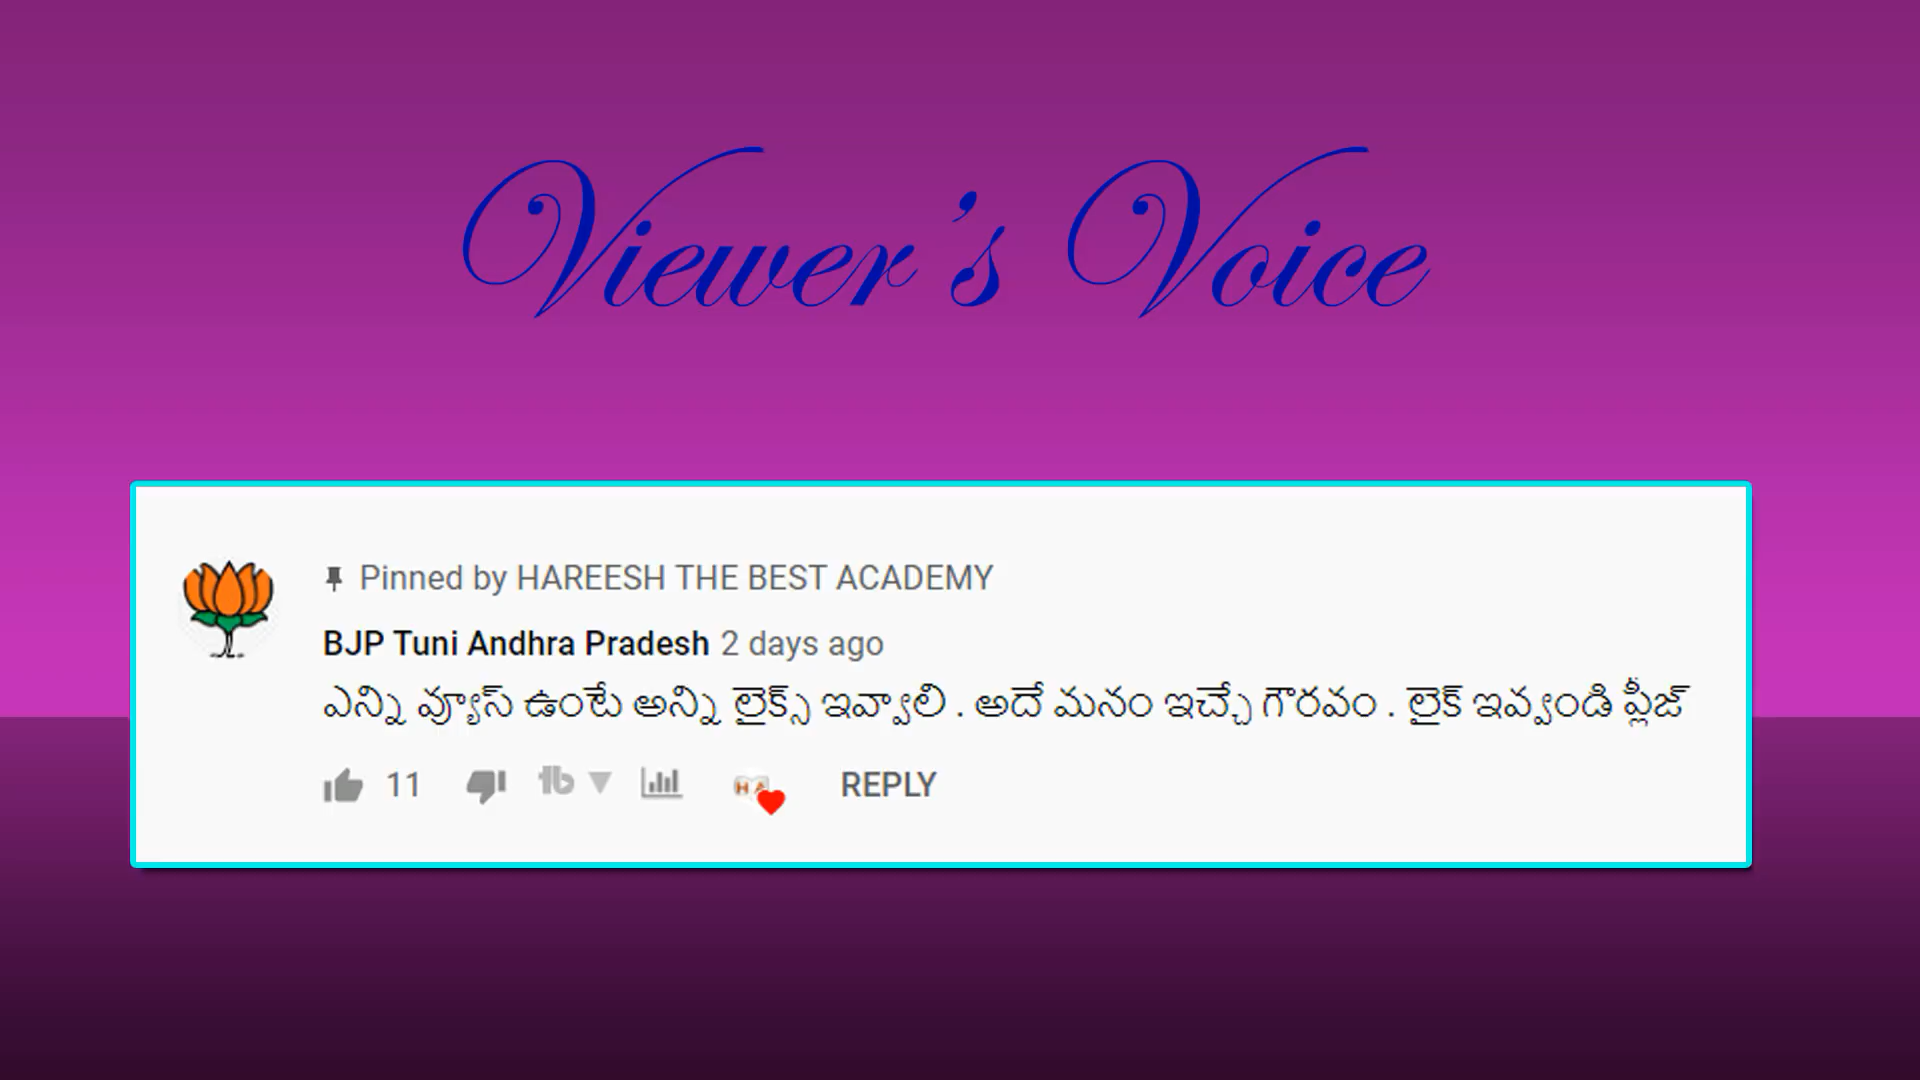 Viewer's Voice
Pinned by HAREESH THE BEST ACADEMY
BJP Tuni Andhra Pradesh 2 days ago
ఎన్ని వ్యూస్ ఉంటే అన్ని లైక్స్ ఇవ్వాలి . అదే మనం ఇచ్చే గౌరవం . లైక్ ఇవ్వండి ప్లీజ్
11 REPLY